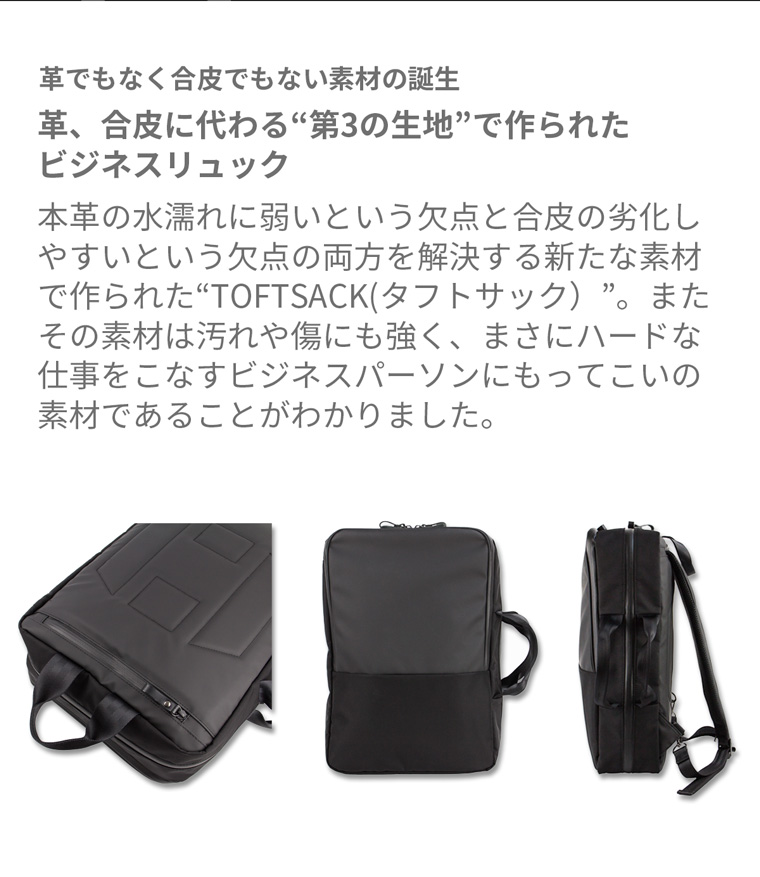 革でもなく合皮でもない素材の誕生
革、合皮に代わる“第3の生地”で作られた
ビジネスリュック
本革の水濡れに弱いという欠点と合皮の劣化し
やすいという欠点の両方を解決する新たな素材
で作られた“TOFTSACK(タフトサック）”。また
その素材は汚れや傷にも強く、まさにハードな
仕事をこなすビジネスパーソンにもってこいの
素材であることがわかりました。